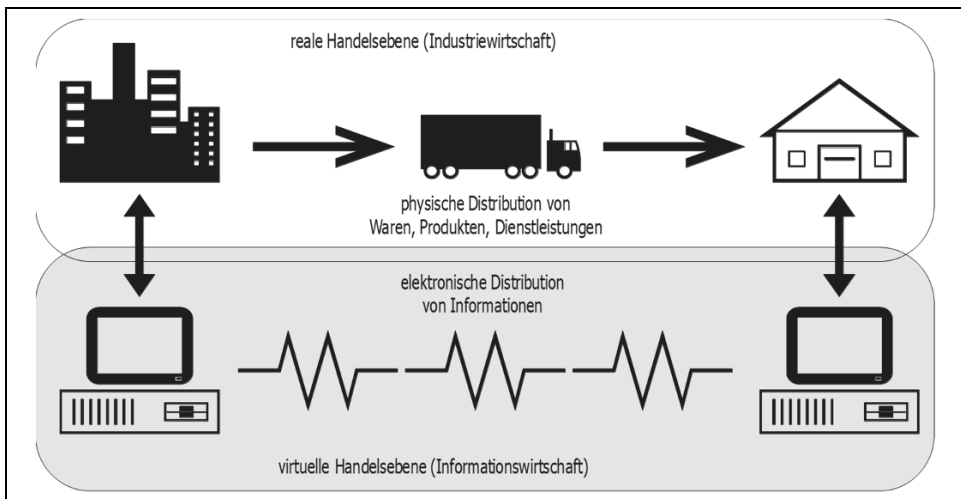 reale Handelsebene (Industriewirtschaft)
physische Distribution von
Waren, Produkten, Dienstleistungen
elektronische Distribution
von Informationen
virtuelle Handelsebene (Informationswirtschaft)